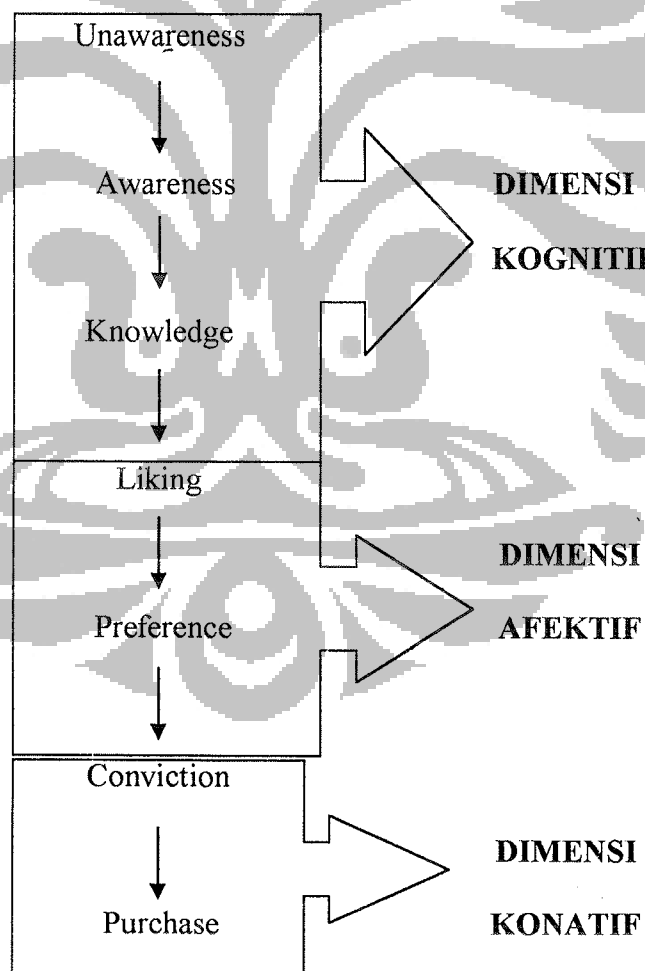 Unawareness
Awareness
DIMENSI
KOGNITIF
Knowledge
Liking
DIMENSI
AFEKTIF
Preference
Conviction
DIMENSI
KONATIF
Purchase